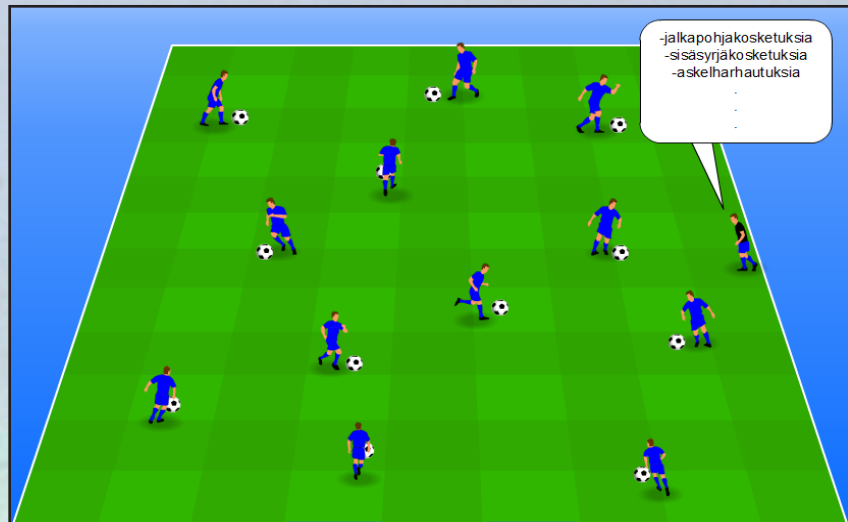 -jalkapohjakosketuksia
-sisäsyrjäkosketuksia
-askelharhautuksia
.
.
.